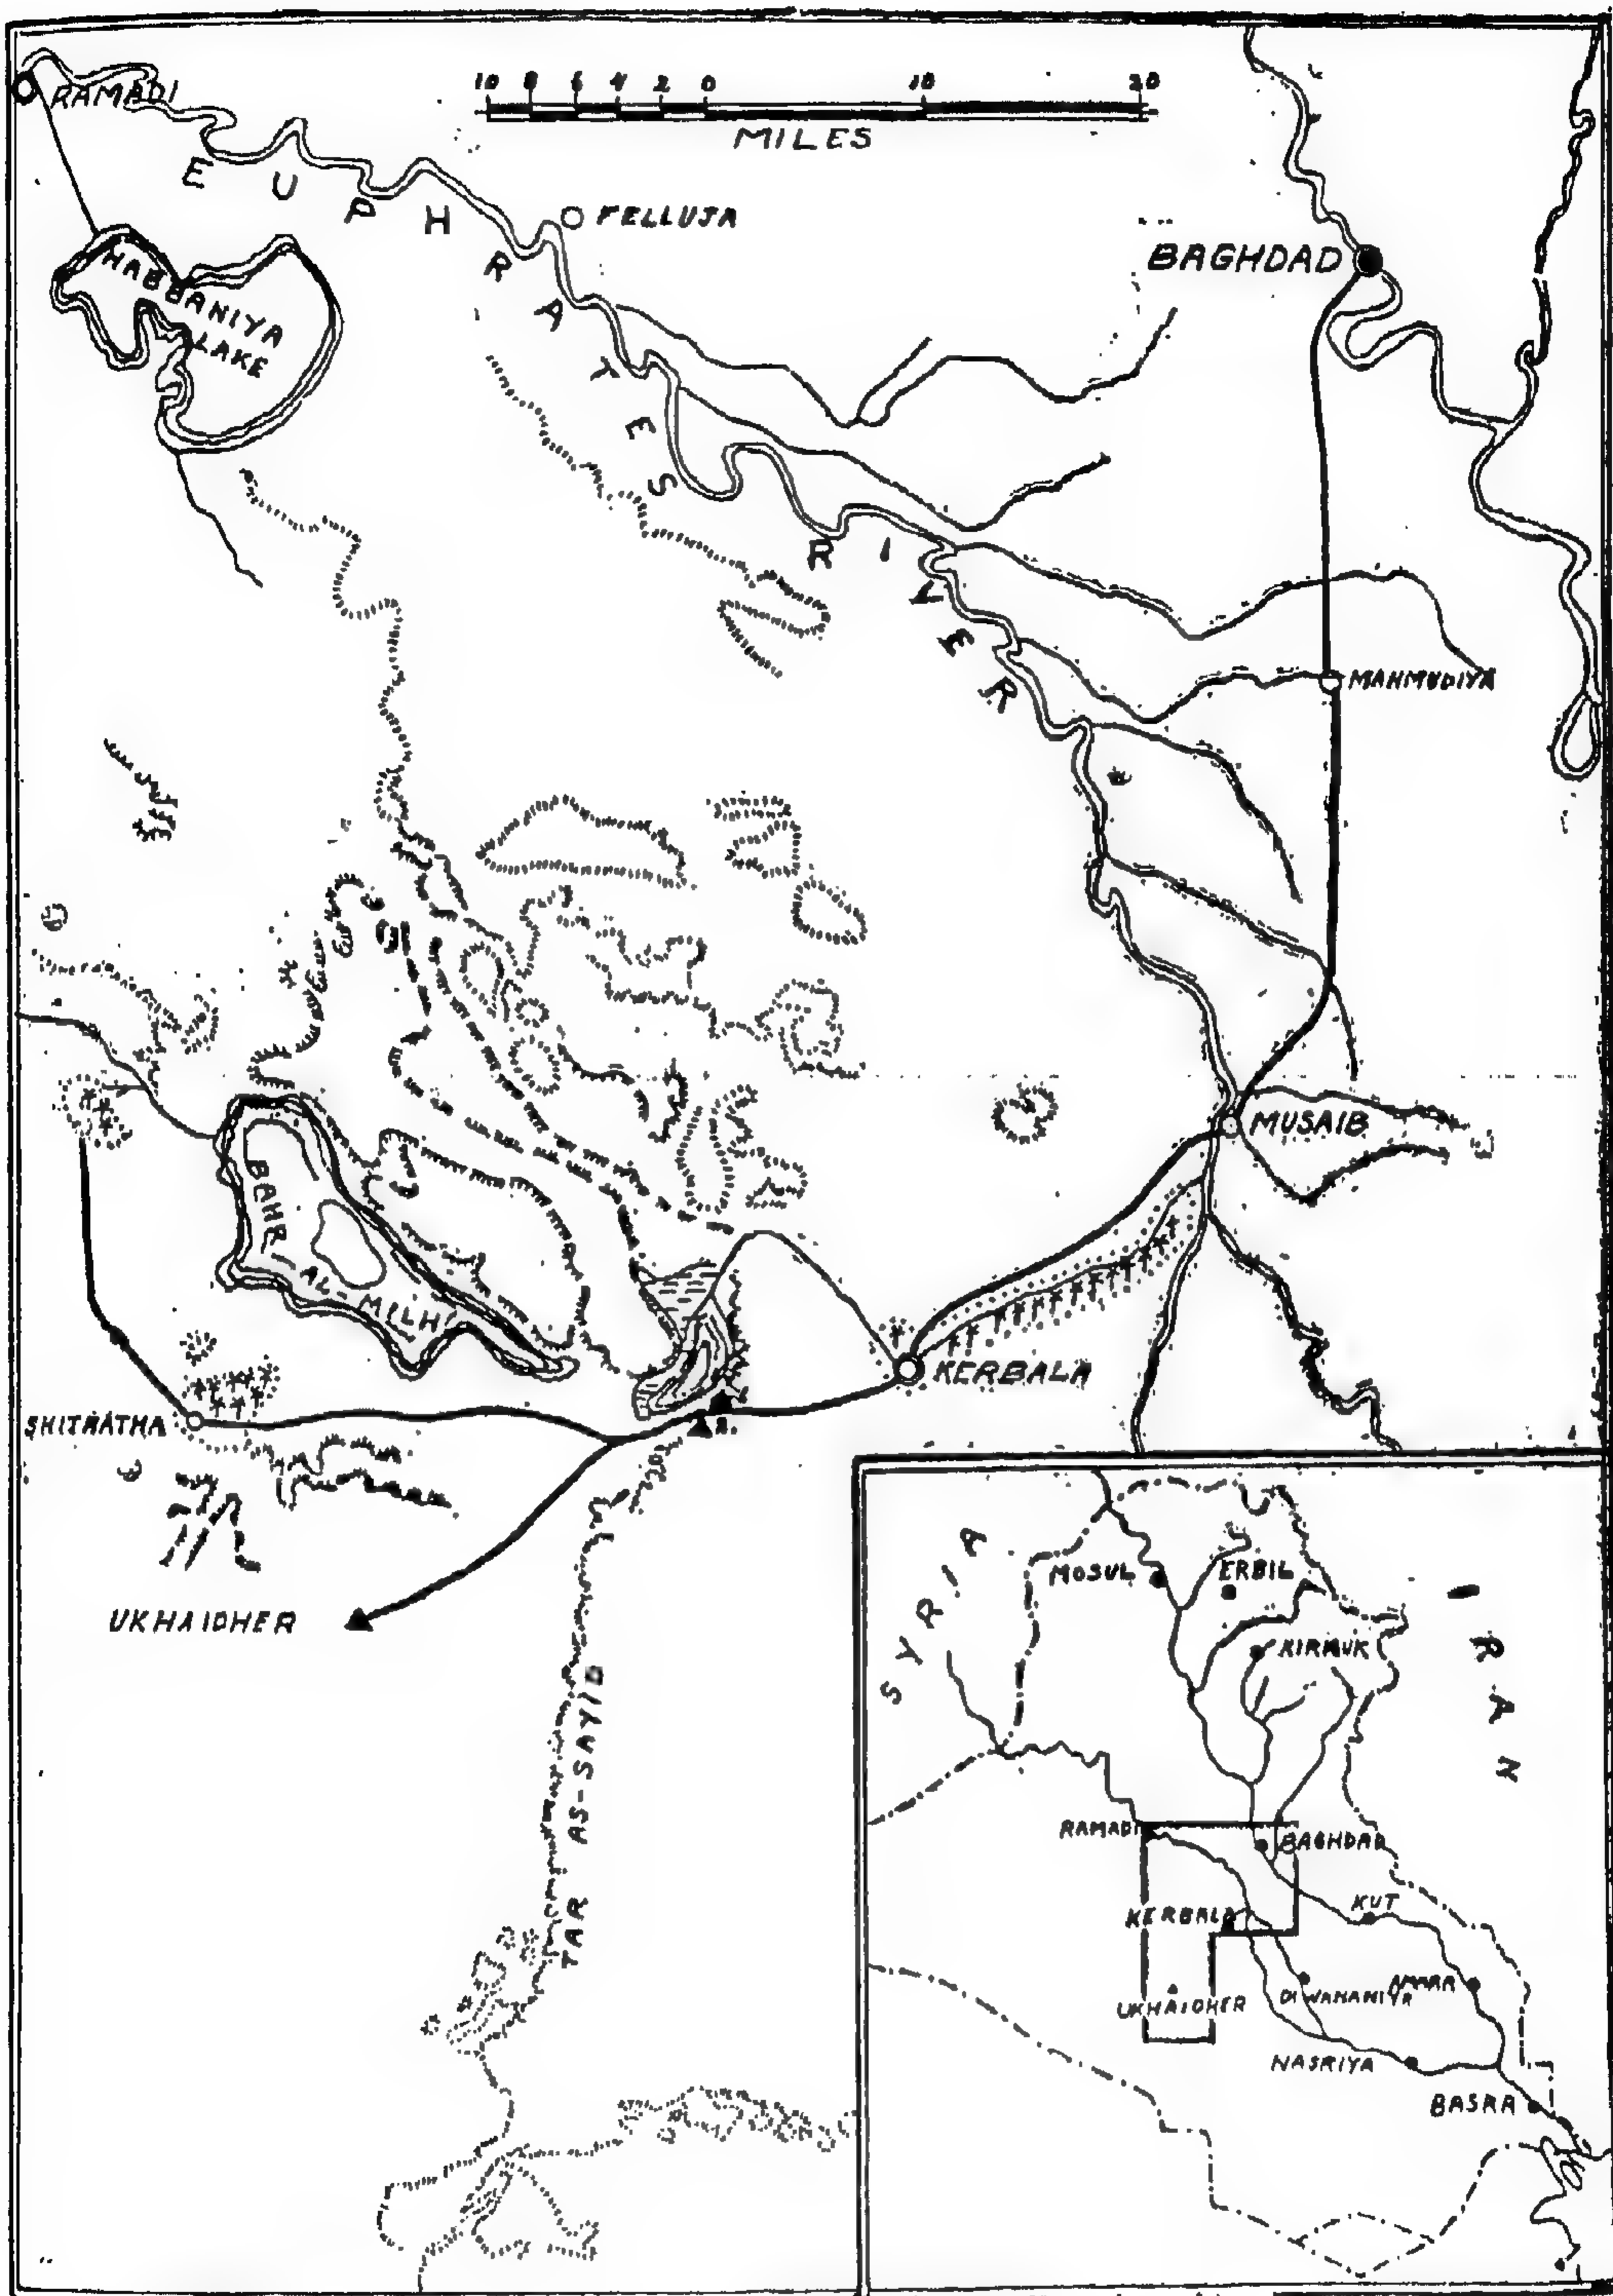 10 8 6 4 2 0 10 20
MILES
RAMADI
EUPHRATES RIVER
FELLUJA
BAGHDAD
HABBANIYA
LAKE
MAHMUDIYA
MUSAIB
BAHR
AL-MILH
KERBALA
SHITHATHA
2.
UKHAIDHER
TAR AS-SAYID
SYRIA
MOSUL
ERBIL
IRAN
KIRKUK
RAMADI
BAGHDAD
KERBALA
KUT
UKHAIDHER
DIWANANIYA
AMARA
NASRIYA
BASRA